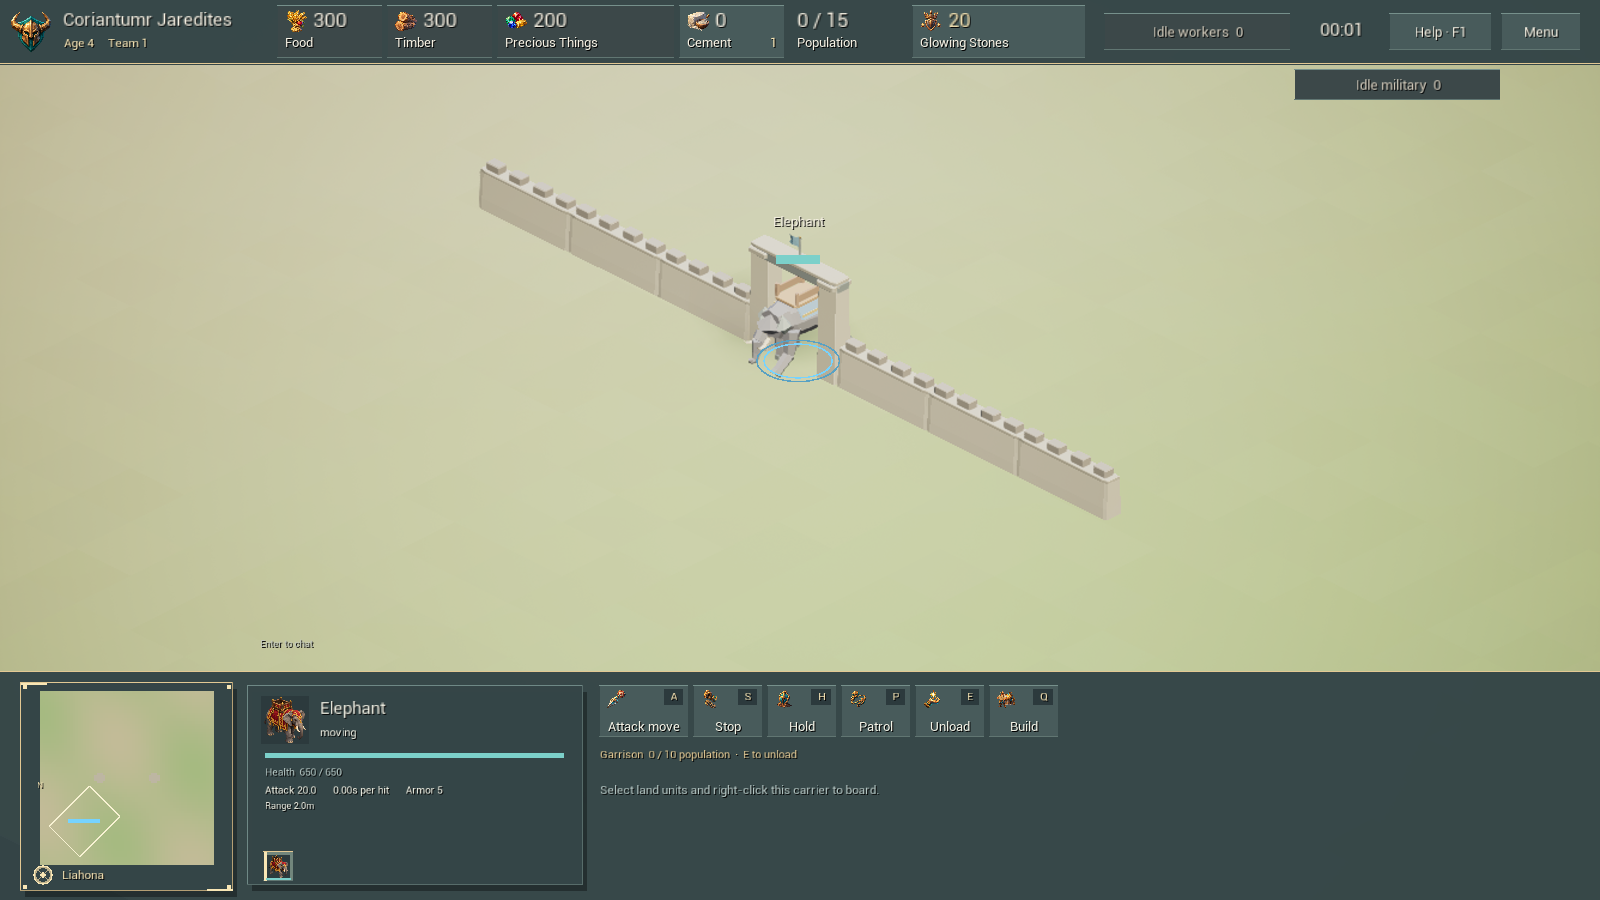 Coriantumr Jaredites
Age 4 Team 1
300
Food
300
Timber
200
Precious Things
0
Cement 1
0 / 15
Population
20
Glowing Stones
Idle workers 0
00:01
Help · F1
Menu
Idle military 0
Elephant
Enter to chat
N
Liahona
Elephant
moving
Health 650 / 650
Attack 20.0 0.00s per hit Armor 5
Range 2.0m
A
Attack move
S
Stop
H
Hold
P
Patrol
E
Unload
Q
Build
Garrison 0 / 10 population · E to unload
Select land units and right-click this carrier to board.